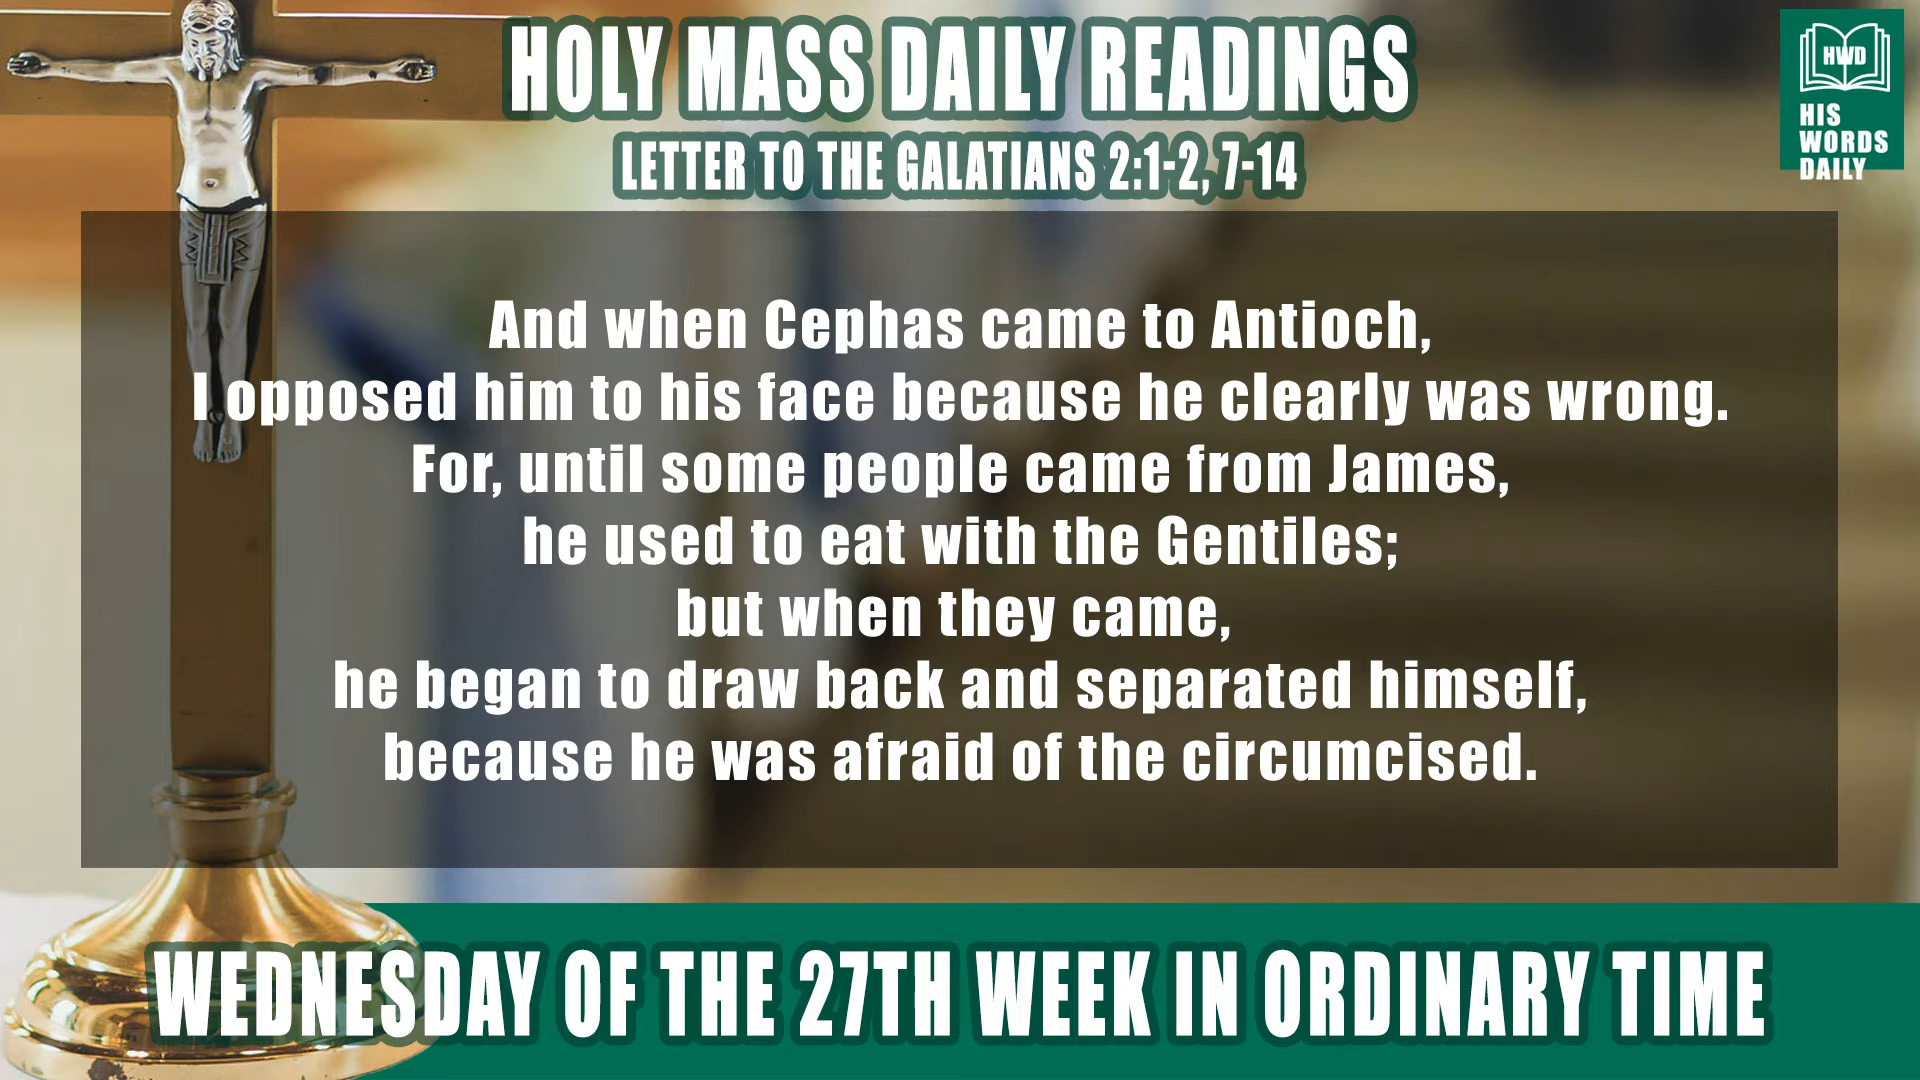 HOLY MASS DAILY READINGS
LETTER TO THE GALATIANS 2:1-2, 7-14
HWD
HIS
WORDS
DAILY
And when Cephas came to Antioch,
I opposed him to his face because he clearly was wrong.
For, until some people came from James,
he used to eat with the Gentiles;
but when they came,
he began to draw back and separated himself,
because he was afraid of the circumcised.
WEDNESDAY OF THE 27TH WEEK IN ORDINARY TIME